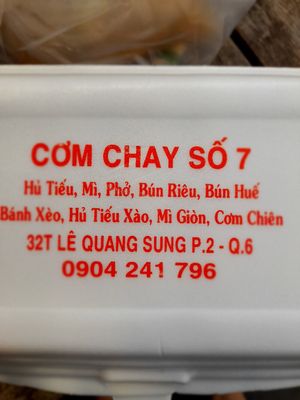 CƠM CHAY SỐ 7
Hủ Tiếu, Mì, Phở, Bún Riêu, Bún Huế
Bánh Xèo, Hủ Tiếu Xào, Mì Giòn, Cơm Chiên
32T LÊ QUANG SUNG P.2 - Q.6
0904 241 796